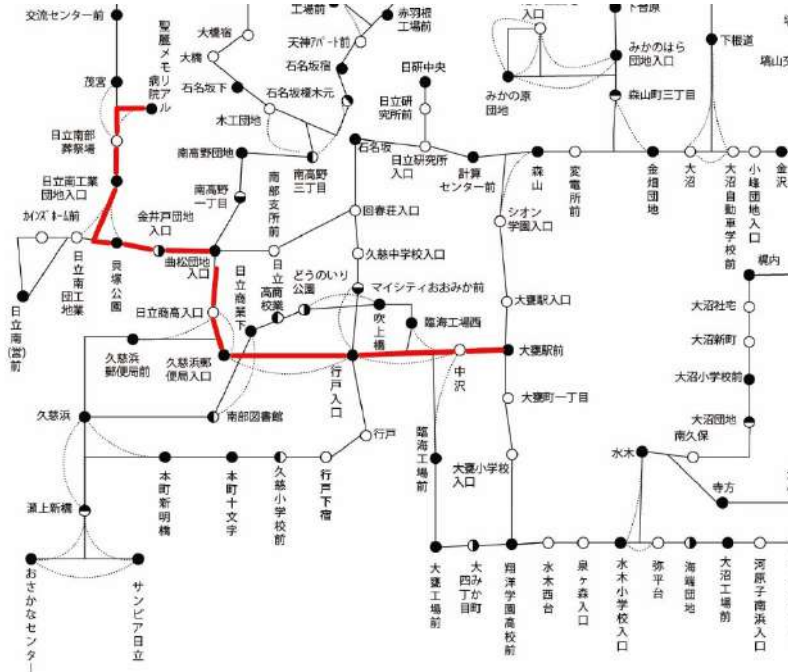 交流センター前
聖麗メモリアル病院
茂宮
日立南部
葬祭場
日立南工業
団地入口
カインズホーム前
日立南(営)前
日立南工業団地
貝塚公園
金井戸団地
入口
曲松団地
入口
大橋宿
大橋
石名坂下
木工団地
工場前
天神アパート前
赤羽根
工場前
石名坂宿
石名坂榎木元
南高野団地
南高野
一丁目
南高野
三丁目
南部支所前
日立
日立商高入口
日立商業下
高商
校業
どうのいり
公園
久慈浜
郵便局前
久慈浜郵
便局入口
南部図書館
久慈浜
瀬上新橋
おさかなセンター
サンピア日立
本町新明橋
本町十文字
久慈小学校前
行戸下宿
行戸
行戸入口
石名坂
回春荘入口
久慈中学校入口
マイシティおおみか前
吹上橋
臨海工場西
中沢
臨海工場前
日研中央
日立研
究所前
日立研究所
入口
計算
センター前
森山
シオン
学園入口
大甕駅入口
大甕駅前
大甕町一丁目
大甕小学校
入口
大甕工場前
大みか町
四丁目
翔洋学園高校前
水木西台
泉ヶ森入口
水木小学校入口
弥平台
海端団地
大沼工場前
河原子南浜入口
入口
みかの原
団地
みかのはら
団地入口
森山町三丁目
変電所前
金畑団地
大沼
下根道
大沼自動車学校前
小峰団地入口
金沢
塙山交
梶内
大沼社宅
大沼新町
大沼小学校前
大沼団地
南久保
水木
寺方